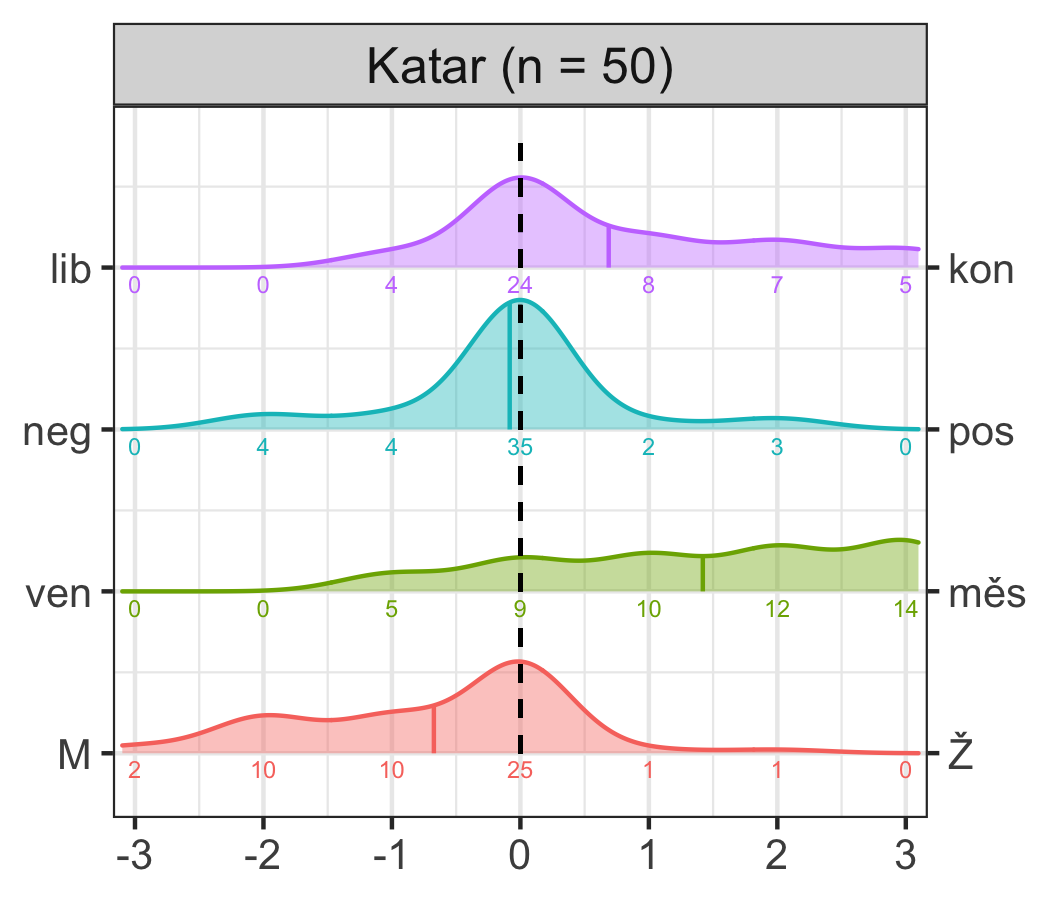 Katar (n = 50)
lib kon
0 0 4 24 8 7 5
neg pos
0 4 4 35 2 3 0
ven měs
0 0 5 9 10 12 14
M Ž
2 10 10 25 1 1 0
-3 -2 -1 0 1 2 3